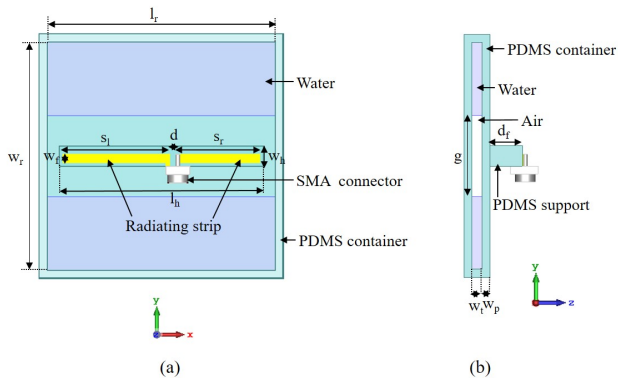 l_r
PDMS container
Water
Water
Air
s_l
d
s_r
d_f
w_r
w_f
w_h
g
SMA connector
l_h
Radiating strip
PDMS support
PDMS container
w_t
w_p
y
x
y
z
(a)
(b)